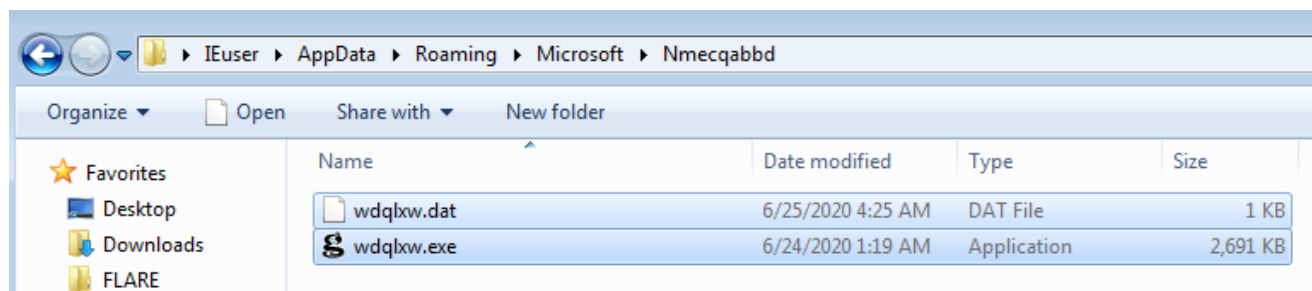 IEuser AppData Roaming Microsoft Nmecqabbd
Organize Open Share with New folder
Name Date modified Type Size
Favorites
Desktop
Downloads
FLARE
wdqlxw.dat 6/25/2020 4:25 AM DAT File 1 KB
wdqlxw.exe 6/24/2020 1:19 AM Application 2,691 KB